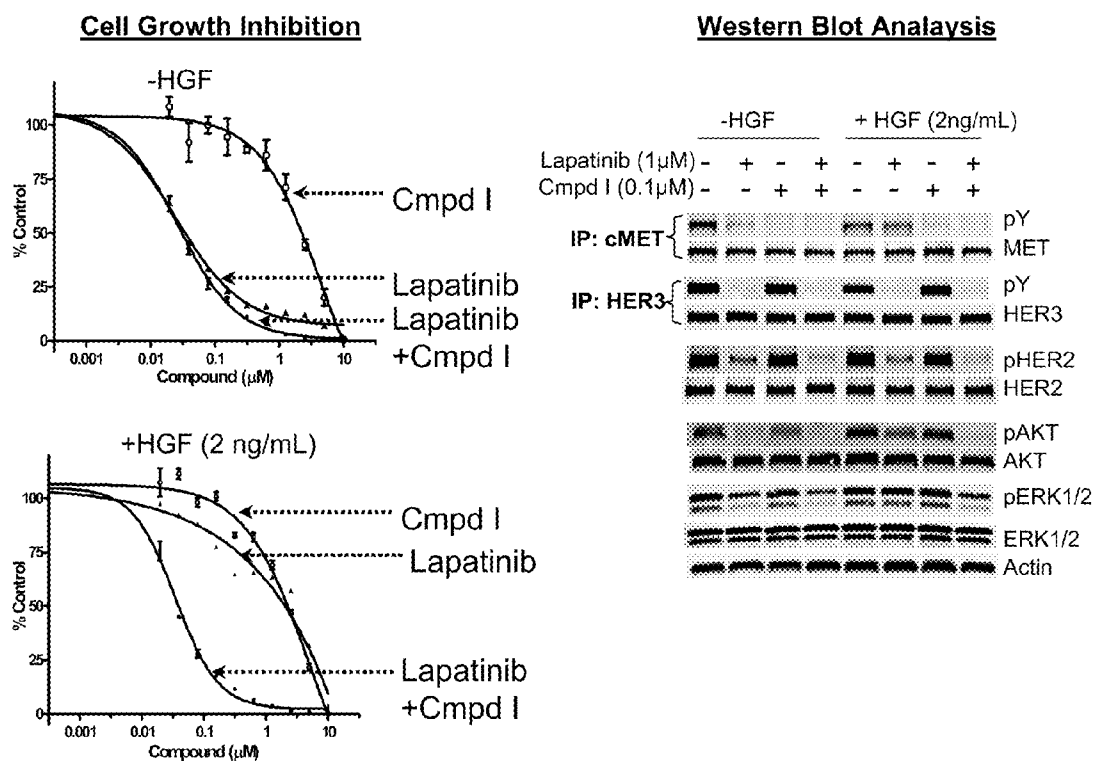 Cell Growth Inhibition
-HGF
100
75
50
25
0
% Control
0.001 0.01 0.1 1 10
Compound (μM)
Cmpd I
Lapatinib
Lapatinib
+Cmpd I
+HGF (2 ng/mL)
100
75
50
25
0
% Control
0.001 0.01 0.1 1 10
Compound (μM)
Cmpd I
Lapatinib
Lapatinib
+Cmpd I
Western Blot Analaysis
-HGF + HGF (2ng/mL)
Lapatinib (1μM) - + - + - + - +
Cmpd I (0.1μM) - - + + - - + +
IP: cMET
pY
MET
IP: HER3
pY
HER3
pHER2
HER2
pAKT
AKT
pERK1/2
ERK1/2
Actin